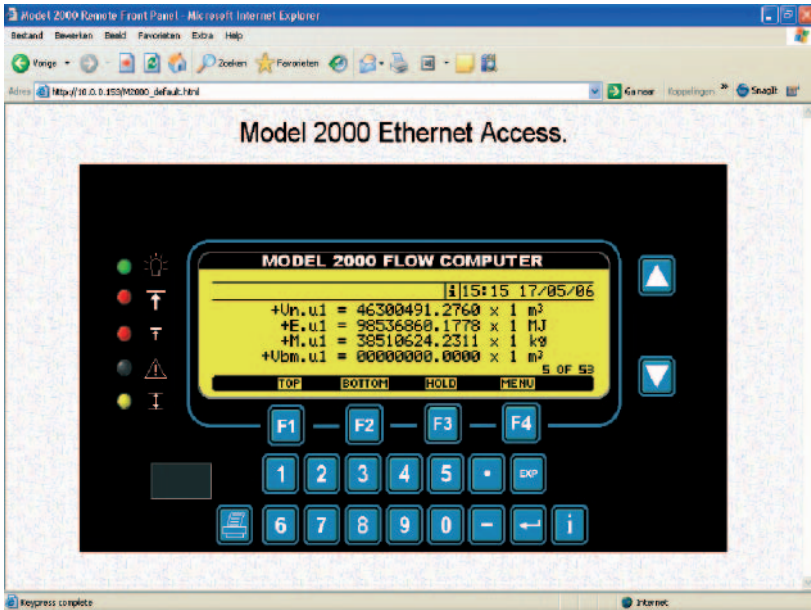 Model 2000 Remote Front Panel - Microsoft Internet Explorer
Bestand Bewerken Beeld Favorieten Extra Help
Vorige Zoeken Favorieten
Adres http://10.0.0.153/M2000_default.html Ga naar Koppelingen » SnagIt
Model 2000 Ethernet Access.
MODEL 2000 FLOW COMPUTER
i 15:15 17/05/06
+Vn.u1 = 46300491.2760 x 1 m³
+E.u1 = 98536860.1778 x 1 MJ
+M.u1 = 38510624.2311 x 1 kg
+Vbm.u1 = 00000000.0000 x 1 m³
5 OF 53
TOP BOTTOM HOLD MENU
F1 F2 F3 F4
1 2 3 4 5 • EXP
6 7 8 9 0 − i
Keypress complete Internet